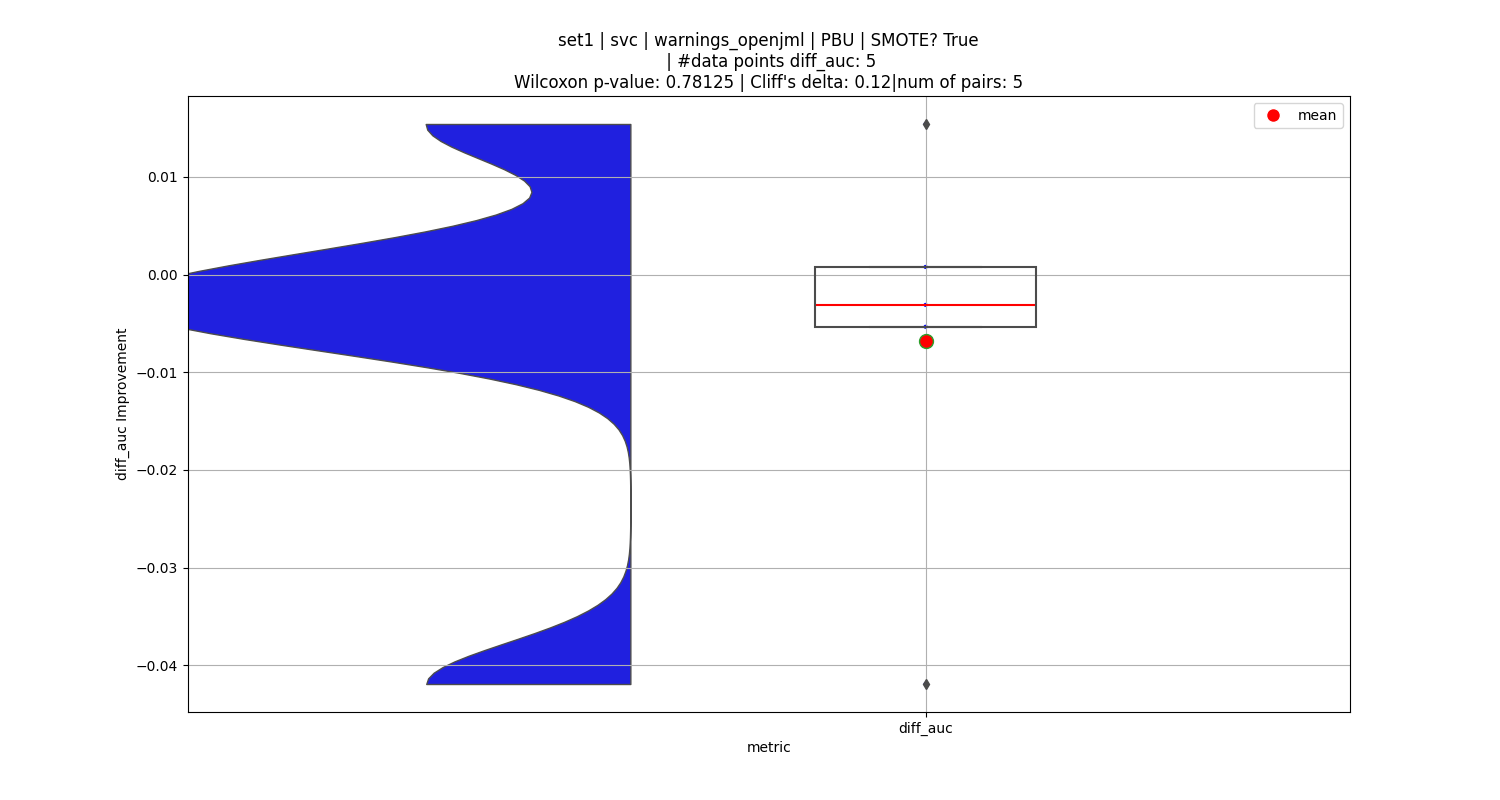 set1 | svc | warnings_openjml | PBU | SMOTE? True
| #data points diff_auc: 5
Wilcoxon p-value: 0.78125 | Cliff's delta: 0.12|num of pairs: 5
mean
0.01
0.00
−0.01
−0.02
−0.03
−0.04
diff_auc Improvement
diff_auc
metric